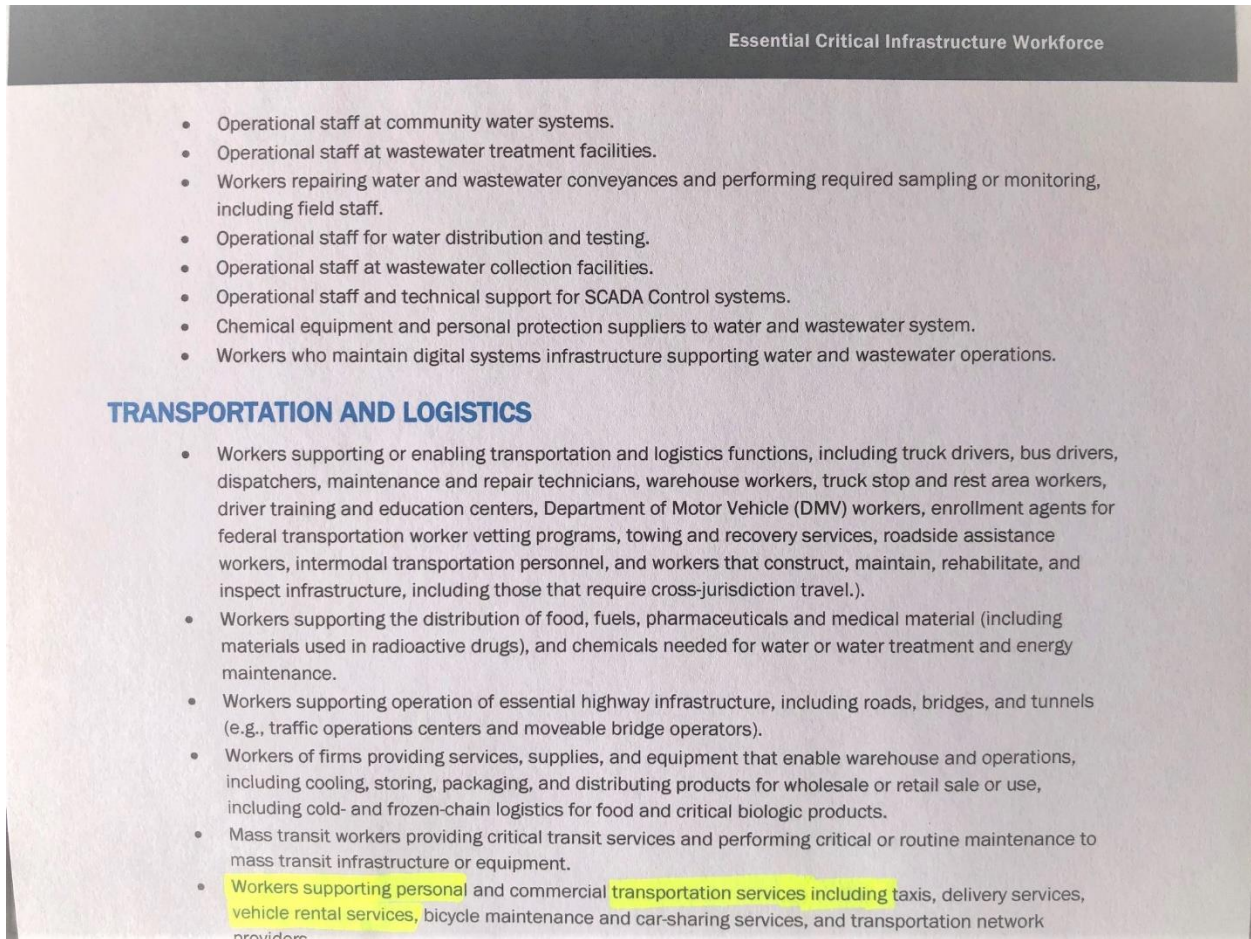 Essential Critical Infrastructure Workforce
• Operational staff at community water systems.
• Operational staff at wastewater treatment facilities.
• Workers repairing water and wastewater conveyances and performing required sampling or monitoring,
including field staff.
• Operational staff for water distribution and testing.
• Operational staff at wastewater collection facilities.
• Operational staff and technical support for SCADA Control systems.
• Chemical equipment and personal protection suppliers to water and wastewater system.
• Workers who maintain digital systems infrastructure supporting water and wastewater operations.
TRANSPORTATION AND LOGISTICS
• Workers supporting or enabling transportation and logistics functions, including truck drivers, bus drivers,
dispatchers, maintenance and repair technicians, warehouse workers, truck stop and rest area workers,
driver training and education centers, Department of Motor Vehicle (DMV) workers, enrollment agents for
federal transportation worker vetting programs, towing and recovery services, roadside assistance
workers, intermodal transportation personnel, and workers that construct, maintain, rehabilitate, and
inspect infrastructure, including those that require cross-jurisdiction travel.).
• Workers supporting the distribution of food, fuels, pharmaceuticals and medical material (including
materials used in radioactive drugs), and chemicals needed for water or water treatment and energy
maintenance.
• Workers supporting operation of essential highway infrastructure, including roads, bridges, and tunnels
(e.g., traffic operations centers and moveable bridge operators).
• Workers of firms providing services, supplies, and equipment that enable warehouse and operations,
including cooling, storing, packaging, and distributing products for wholesale or retail sale or use,
including cold- and frozen-chain logistics for food and critical biologic products.
• Mass transit workers providing critical transit services and performing critical or routine maintenance to
mass transit infrastructure or equipment.
• Workers supporting personal and commercial transportation services including taxis, delivery services,
vehicle rental services, bicycle maintenance and car-sharing services, and transportation network
providers